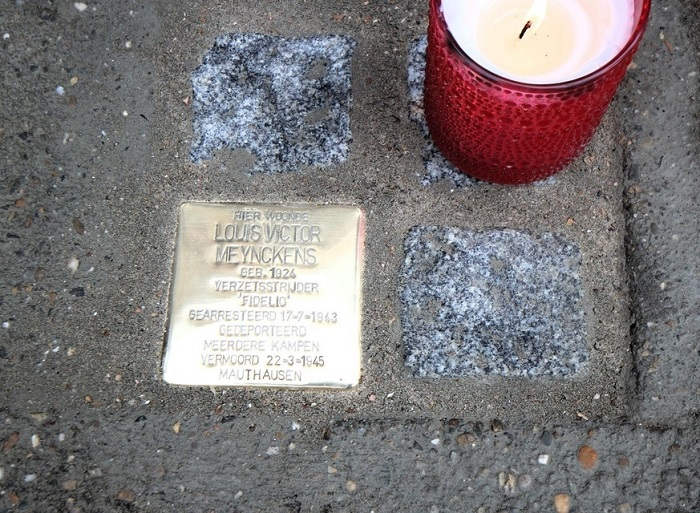 HIER WOONDE
LOUIS VICTOR
MEYNCKENS
GEB. 1924
VERZETSSTRIJDER
'FIDELIO'
GEARRESTEERD 17-7-1943
GEDEPORTEERD
MEERDERE KAMPEN
VERMOORD 22-3-1945
MAUTHAUSEN